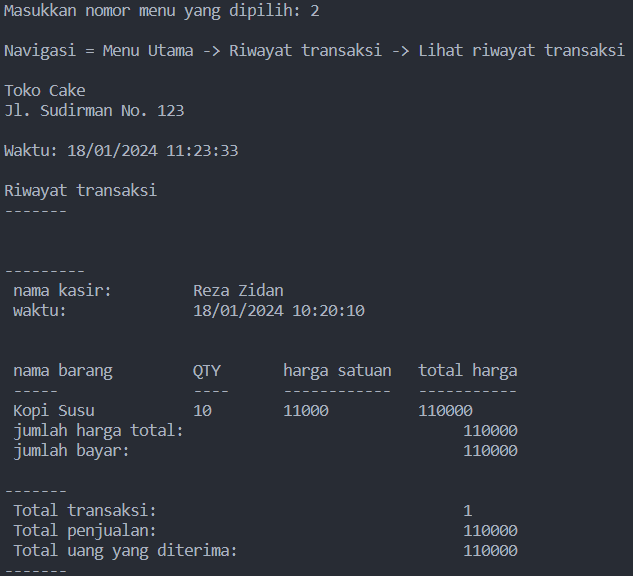 Masukkan nomor menu yang dipilih: 2
Navigasi = Menu Utama -> Riwayat transaksi -> Lihat riwayat transaksi
Toko Cake
Jl. Sudirman No. 123
Waktu: 18/01/2024 11:23:33
Riwayat transaksi
-------
---------
nama kasir: Reza Zidan
waktu: 18/01/2024 10:20:10
nama barang QTY harga satuan total harga
----- ---- ------------ -----------
Kopi Susu 10 11000 110000
jumlah harga total: 110000
jumlah bayar: 110000
-------
Total transaksi: 1
Total penjualan: 110000
Total uang yang diterima: 110000
-------